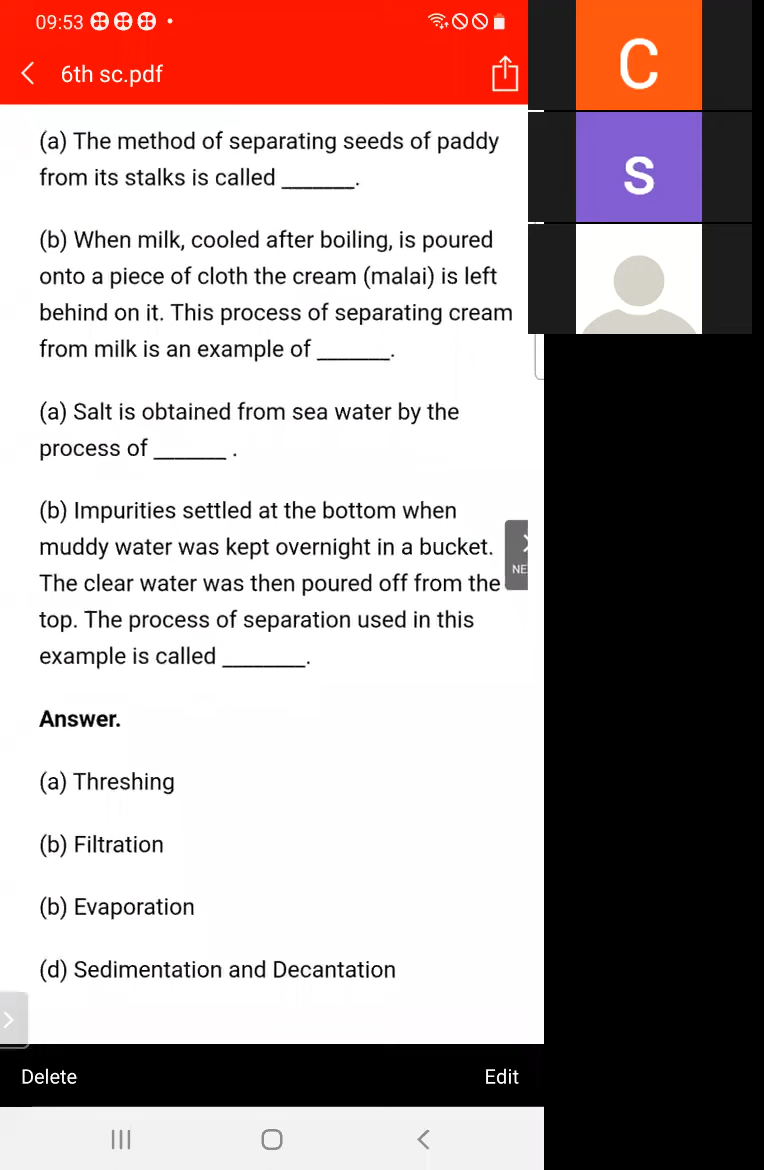 09:53
6th sc.pdf
(a) The method of separating seeds of paddy
from its stalks is called _______.
(b) When milk, cooled after boiling, is poured
onto a piece of cloth the cream (malai) is left
behind on it. This process of separating cream
from milk is an example of _______.
(a) Salt is obtained from sea water by the
process of _______ .
(b) Impurities settled at the bottom when
muddy water was kept overnight in a bucket.
The clear water was then poured off from the
top. The process of separation used in this
example is called ________.
Answer.
(a) Threshing
(b) Filtration
(b) Evaporation
(d) Sedimentation and Decantation
Delete
Edit
C
S
NE